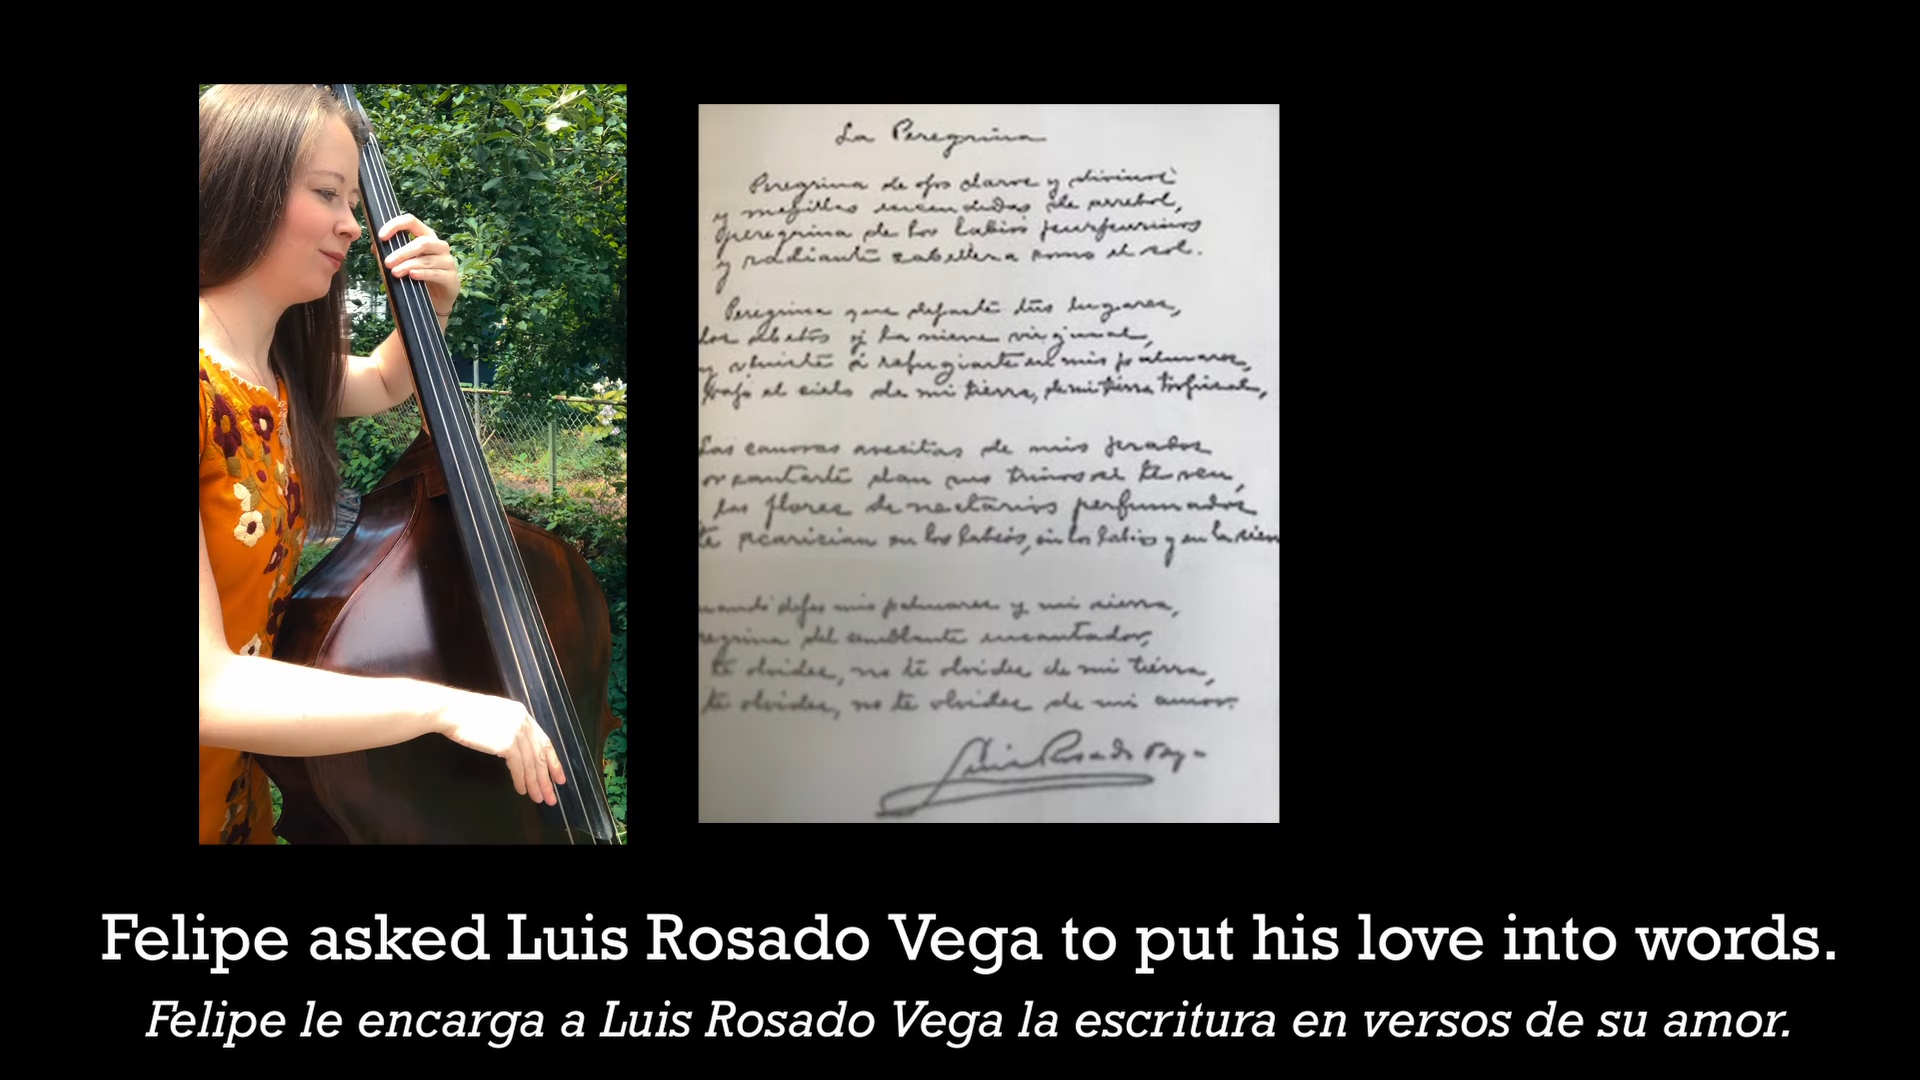 La Peregrina
Peregrina de ojos claros y divinos
y mejillas encendidas de arrebol,
peregrina de los labios purpurinos
y radiante cabellera como el sol.
Peregrina que dejaste tus lugares,
los abetos y la nieve virginal,
y viniste á refugiarte en mis palmares,
bajo el cielo de mi tierra, de mi tierra tropical,
Las canoras avecitas de mis prados
or cantarte dan sus trinos si te ven,
las flores de nectarios perfumados
te acarician en los labios, en los labios y en la sien
uando dejes mis palmares y mi sierra,
regrina del semblante encantador,
te olvides, no te olvides de mi tierra,
te olvides, no te olvides de mi amor.
Luis Rosado Vega
Felipe asked Luis Rosado Vega to put his love into words.
Felipe le encarga a Luis Rosado Vega la escritura en versos de su amor.